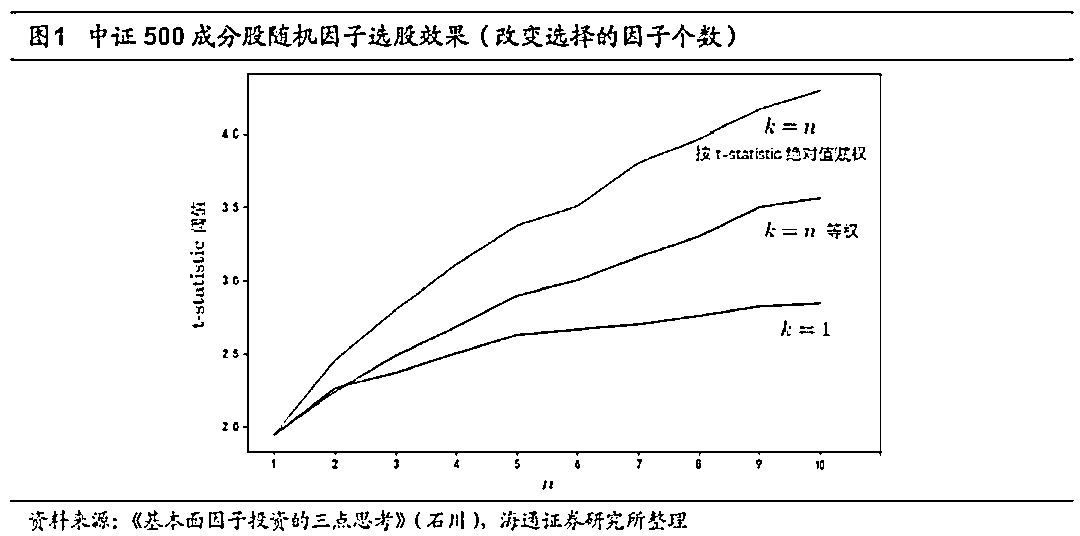 图1 中证 500 成分股随机因子选股效果（改变选择的因子个数）
4.0
3.5
3.0
2.5
2.0
t-statistic 阈值
k = n
按 t-statistic 绝对值赋权
k = n 等权
k = 1
1 2 3 4 5 6 7 8 9 10
n
资料来源：《基本面因子投资的三点思考》（石川），海通证券研究所整理